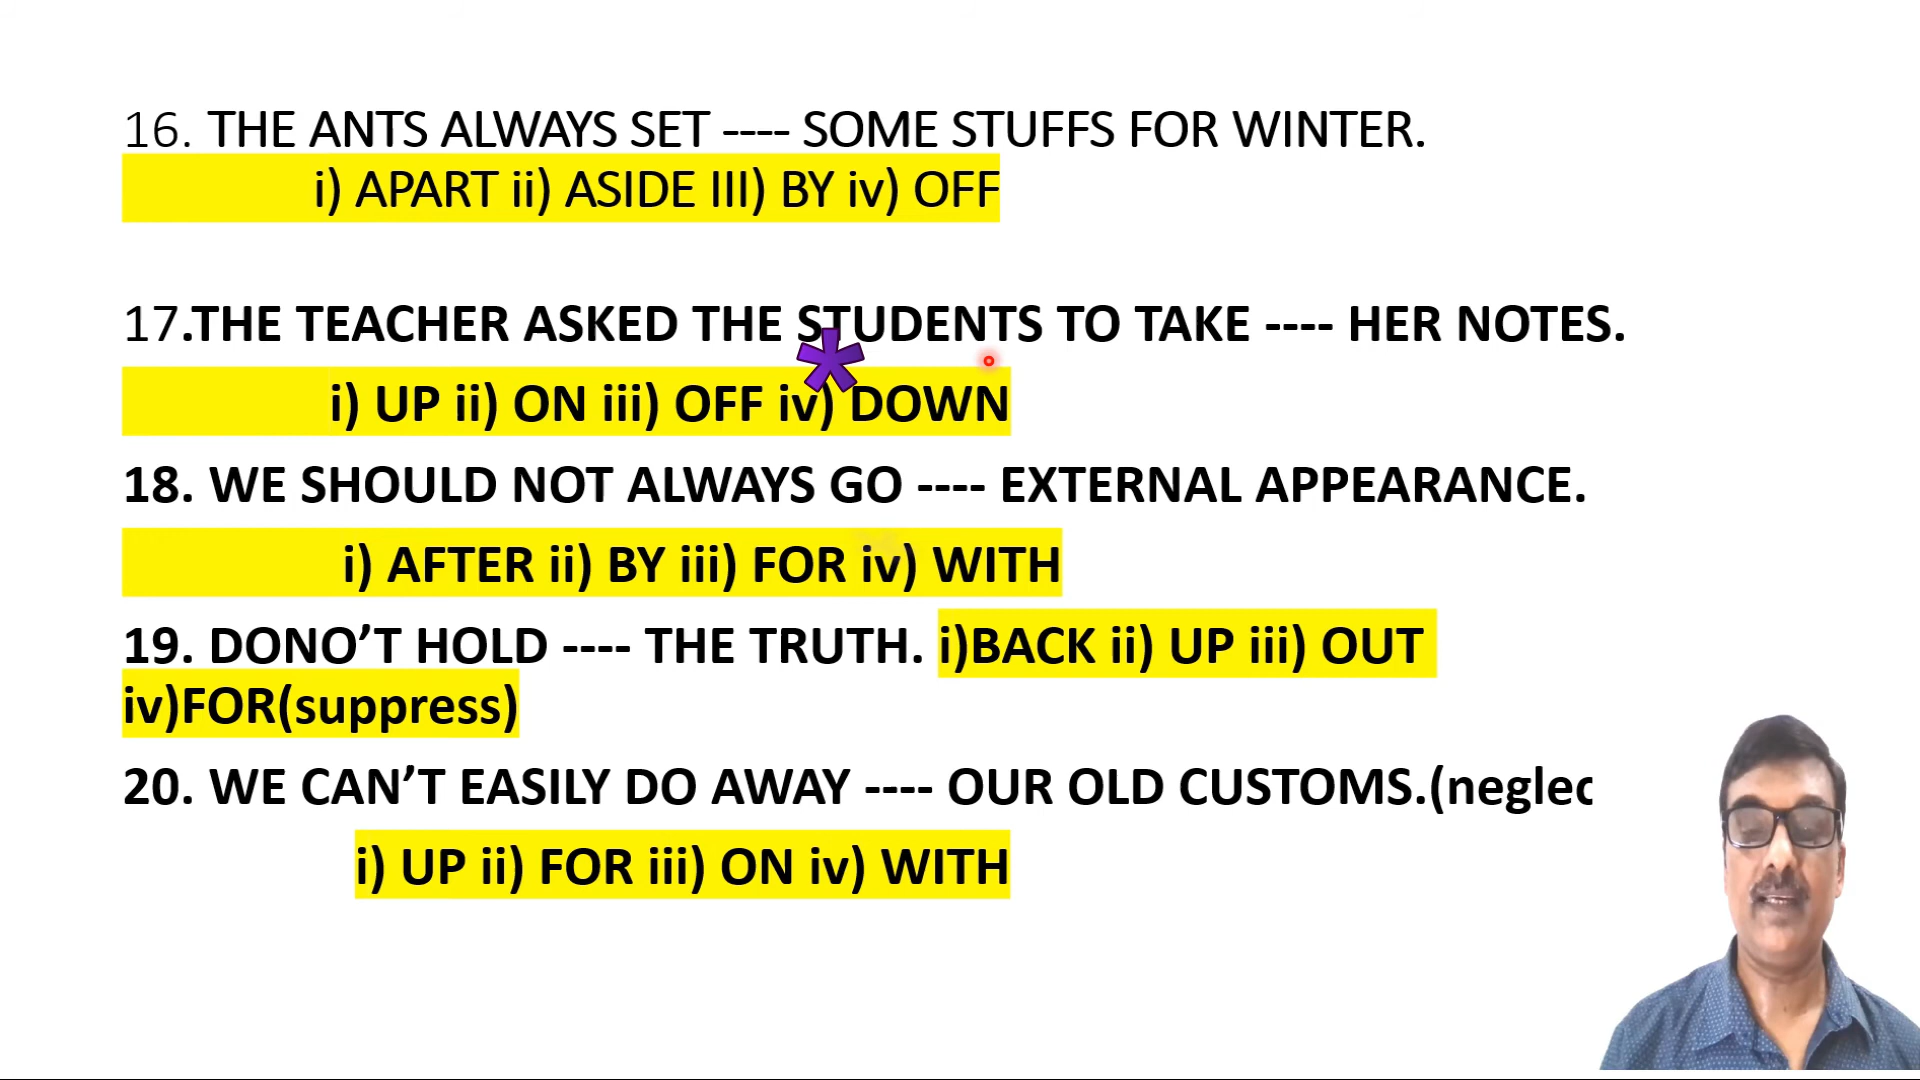 16. THE ANTS ALWAYS SET ---- SOME STUFFS FOR WINTER.
i) APART ii) ASIDE III) BY iv) OFF
17.THE TEACHER ASKED THE STUDENTS TO TAKE ---- HER NOTES.
i) UP ii) ON iii) OFF iv) DOWN
18. WE SHOULD NOT ALWAYS GO ---- EXTERNAL APPEARANCE.
i) AFTER ii) BY iii) FOR iv) WITH
19. DONO’T HOLD ---- THE TRUTH. i)BACK ii) UP iii) OUT
iv)FOR(suppress)
20. WE CAN’T EASILY DO AWAY ---- OUR OLD CUSTOMS.(neglec
i) UP ii) FOR iii) ON iv) WITH